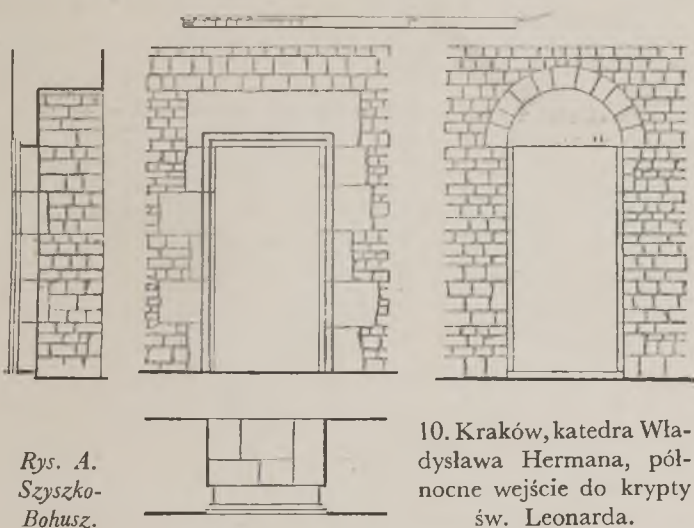 Rys. A.
Szyszko-
Bohusz.
10. Kraków, katedra Wła-
dysława Hermana, pół-
nocne wejście do krypty
św. Leonarda.